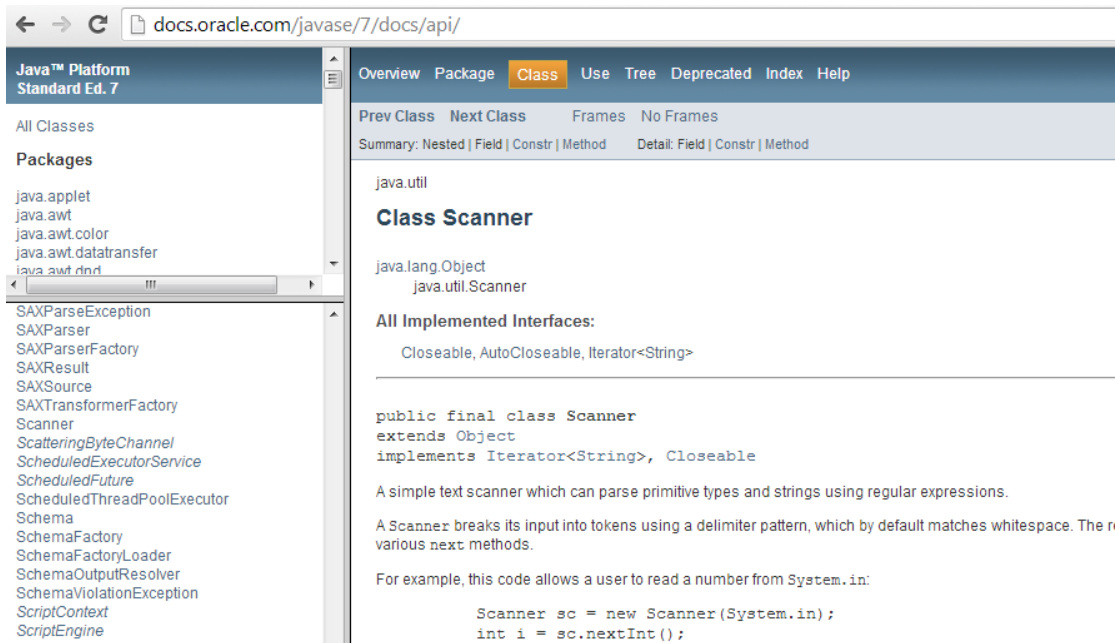 docs.oracle.com/javase/7/docs/api/
Java™ Platform
Standard Ed. 7
All Classes
Packages
java.applet
java.awt
java.awt.color
java.awt.datatransfer
java.awt.dnd
SAXParseException
SAXParser
SAXParserFactory
SAXResult
SAXSource
SAXTransformerFactory
Scanner
ScatteringByteChannel
ScheduledExecutorService
ScheduledFuture
ScheduledThreadPoolExecutor
Schema
SchemaFactory
SchemaFactoryLoader
SchemaOutputResolver
SchemaViolationException
ScriptContext
ScriptEngine
Overview Package Class Use Tree Deprecated Index Help
Prev Class Next Class Frames No Frames
Summary: Nested | Field | Constr | Method Detail: Field | Constr | Method
java.util
Class Scanner
java.lang.Object
java.util.Scanner
All Implemented Interfaces:
Closeable, AutoCloseable, Iterator<String>
public final class Scanner
extends Object
implements Iterator<String>, Closeable
A simple text scanner which can parse primitive types and strings using regular expressions.
A Scanner breaks its input into tokens using a delimiter pattern, which by default matches whitespace. The
various next methods.
For example, this code allows a user to read a number from System.in:
Scanner sc = new Scanner(System.in);
int i = sc.nextInt();